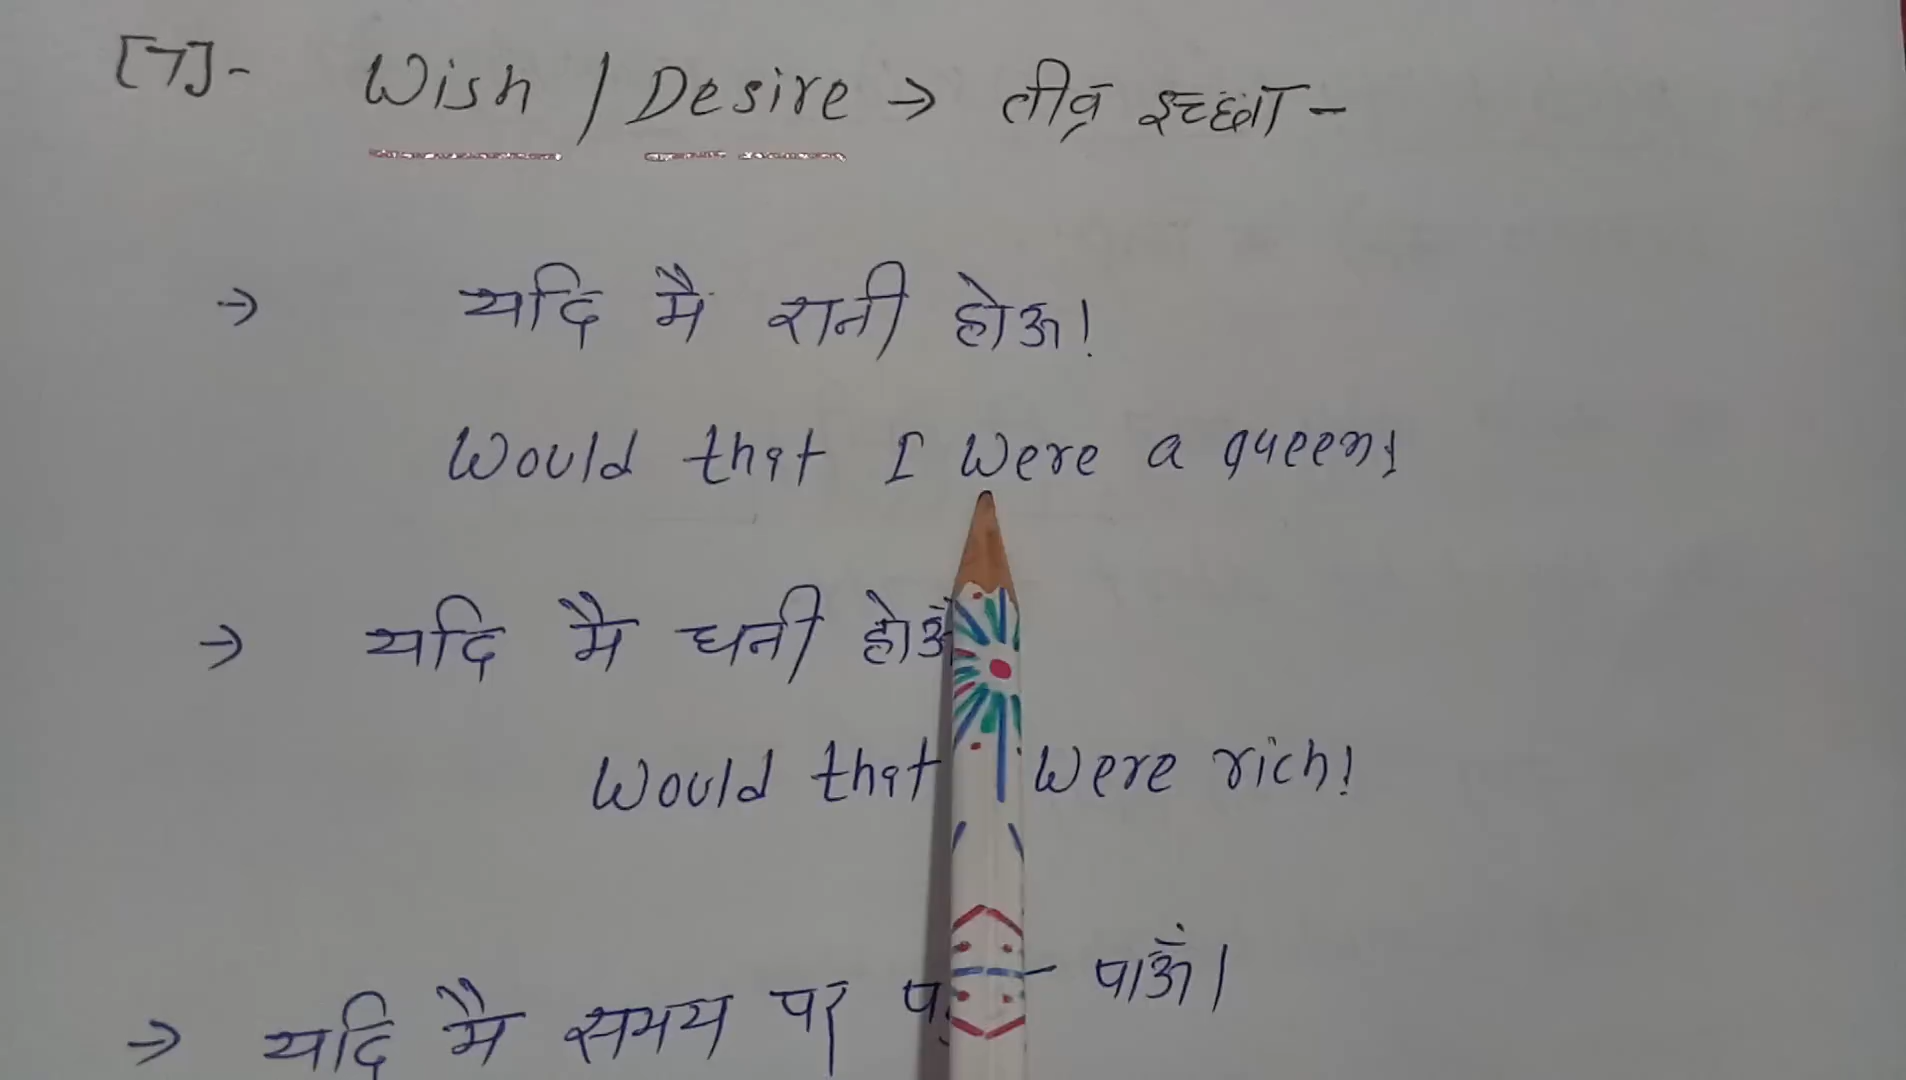 [7]- Wish / Desire → तीव्र इच्छा -
→ यदि मै रानी होऊ!
Would that I Were a queen!
→ यदि मै धनी
Would that Were rich!
→ यदि मै समय पर पाऊँ।